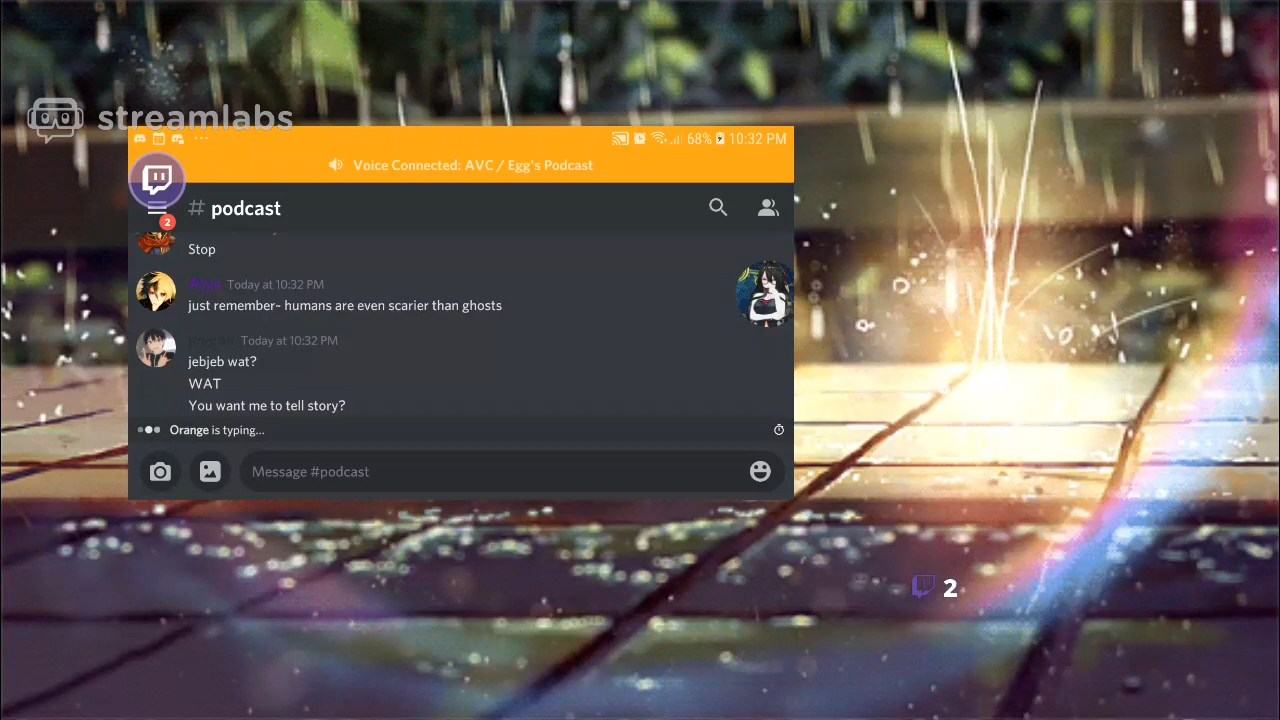 streamlabs
68% 10:32 PM
Voice Connected: AVC / Egg's Podcast
# podcast
2
Stop
Today at 10:32 PM
just remember~ humans are even scarier than ghosts
Today at 10:32 PM
jebjeb wat?
WAT
You want me to tell story?
Orange is typing...
Message #podcast
2